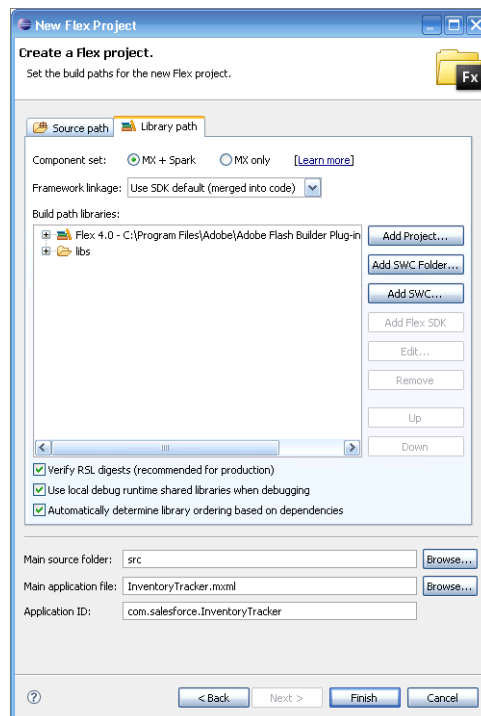 New Flex Project
Create a Flex project.
Set the build paths for the new Flex project.
Fx
Source path Library path
Component set: MX + Spark MX only [Learn more]
Framework linkage: Use SDK default (merged into code)
Build path libraries:
Flex 4.0 - C:\Program Files\Adobe\Adobe Flash Builder Plug-in Add Project...
libs
Add SWC Folder...
Add SWC...
Add Flex SDK
Edit...
Remove
Up
Down
Verify RSL digests (recommended for production)
Use local debug runtime shared libraries when debugging
Automatically determine library ordering based on dependencies
Main source folder: src Browse...
Main application file: InventoryTracker.mxml Browse...
Application ID: com.salesforce.InventoryTracker
? < Back Next > Finish Cancel